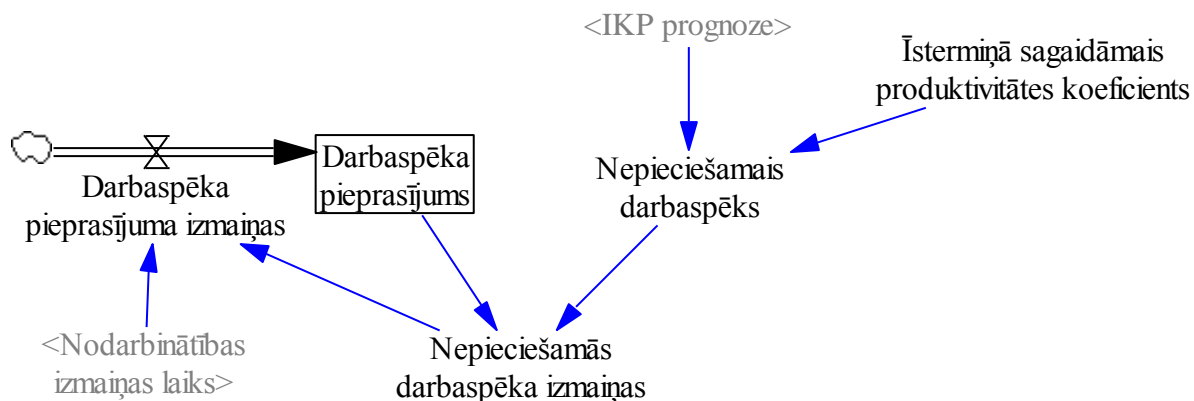 <IKP prognoze>
Īstermiņā sagaidāmais
produktivitātes koeficients
Darbaspēka
pieprasījums
Nepieciešamais
darbaspēks
Darbaspēka
pieprasījuma izmaiņas
<Nodarbinātības
izmaiņas laiks>
Nepieciešamās
darbaspēka izmaiņas